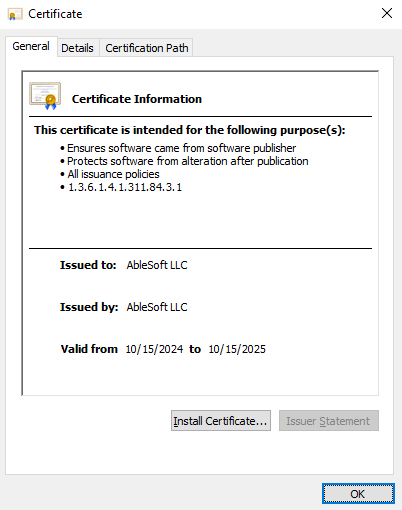 Certificate
General Details Certification Path
Certificate Information
This certificate is intended for the following purpose(s):
• Ensures software came from software publisher
• Protects software from alteration after publication
• All issuance policies
• 1.3.6.1.4.1.311.84.3.1
Issued to: AbleSoft LLC
Issued by: AbleSoft LLC
Valid from 10/15/2024 to 10/15/2025
Install Certificate... Issuer Statement
OK